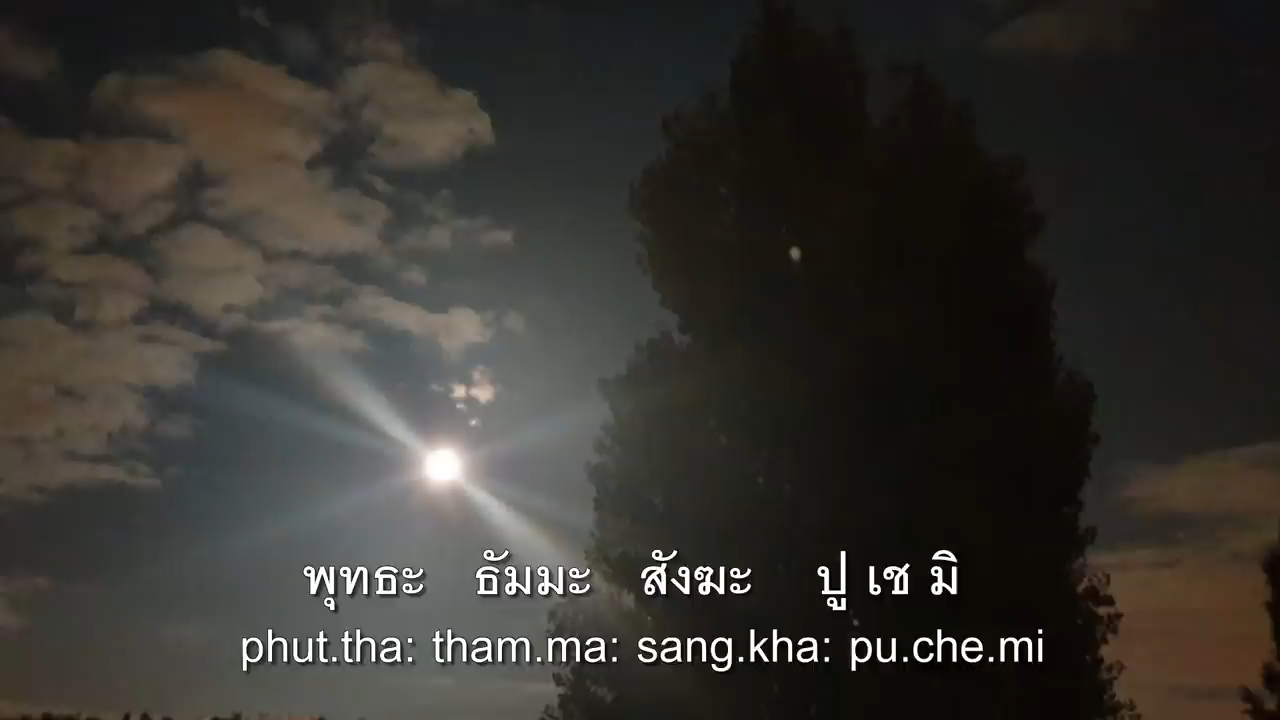 พุทธะ ธัมมะ สังฆะ ปู เช มิ
phut.tha: tham.ma: sang.kha: pu.che.mi